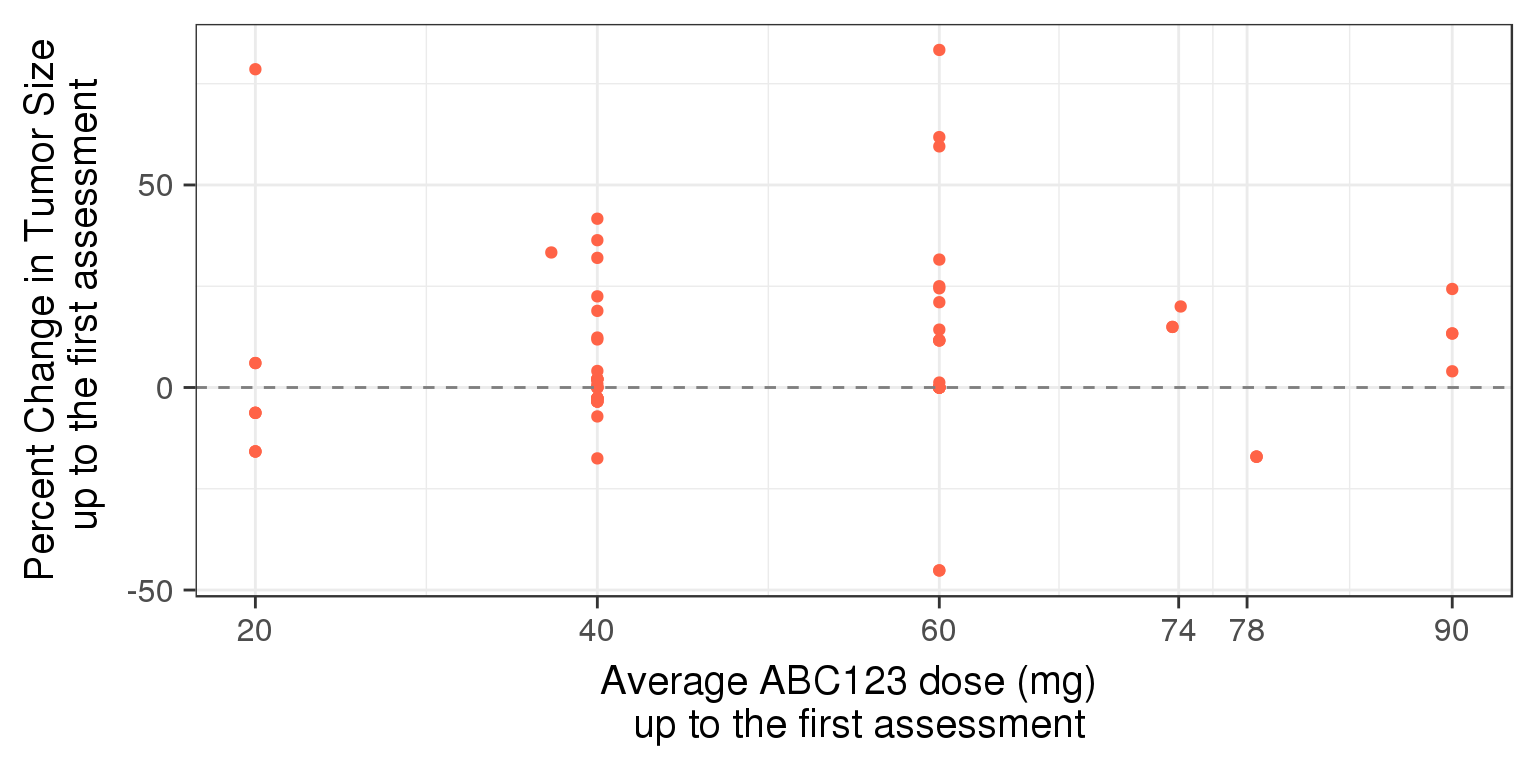 Percent Change in Tumor Size
up to the first assessment
50
0
-50
20 40 60 74 78 90
Average ABC123 dose (mg)
up to the first assessment